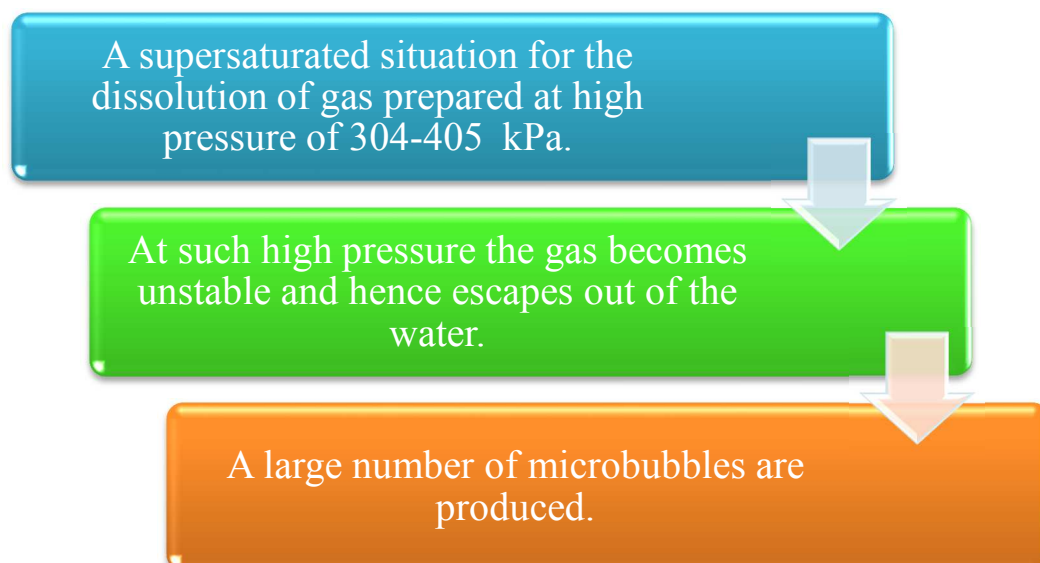 A supersaturated situation for the
dissolution of gas prepared at high
pressure of 304-405 kPa.
At such high pressure the gas becomes
unstable and hence escapes out of the
water.
A large number of microbubbles are
produced.